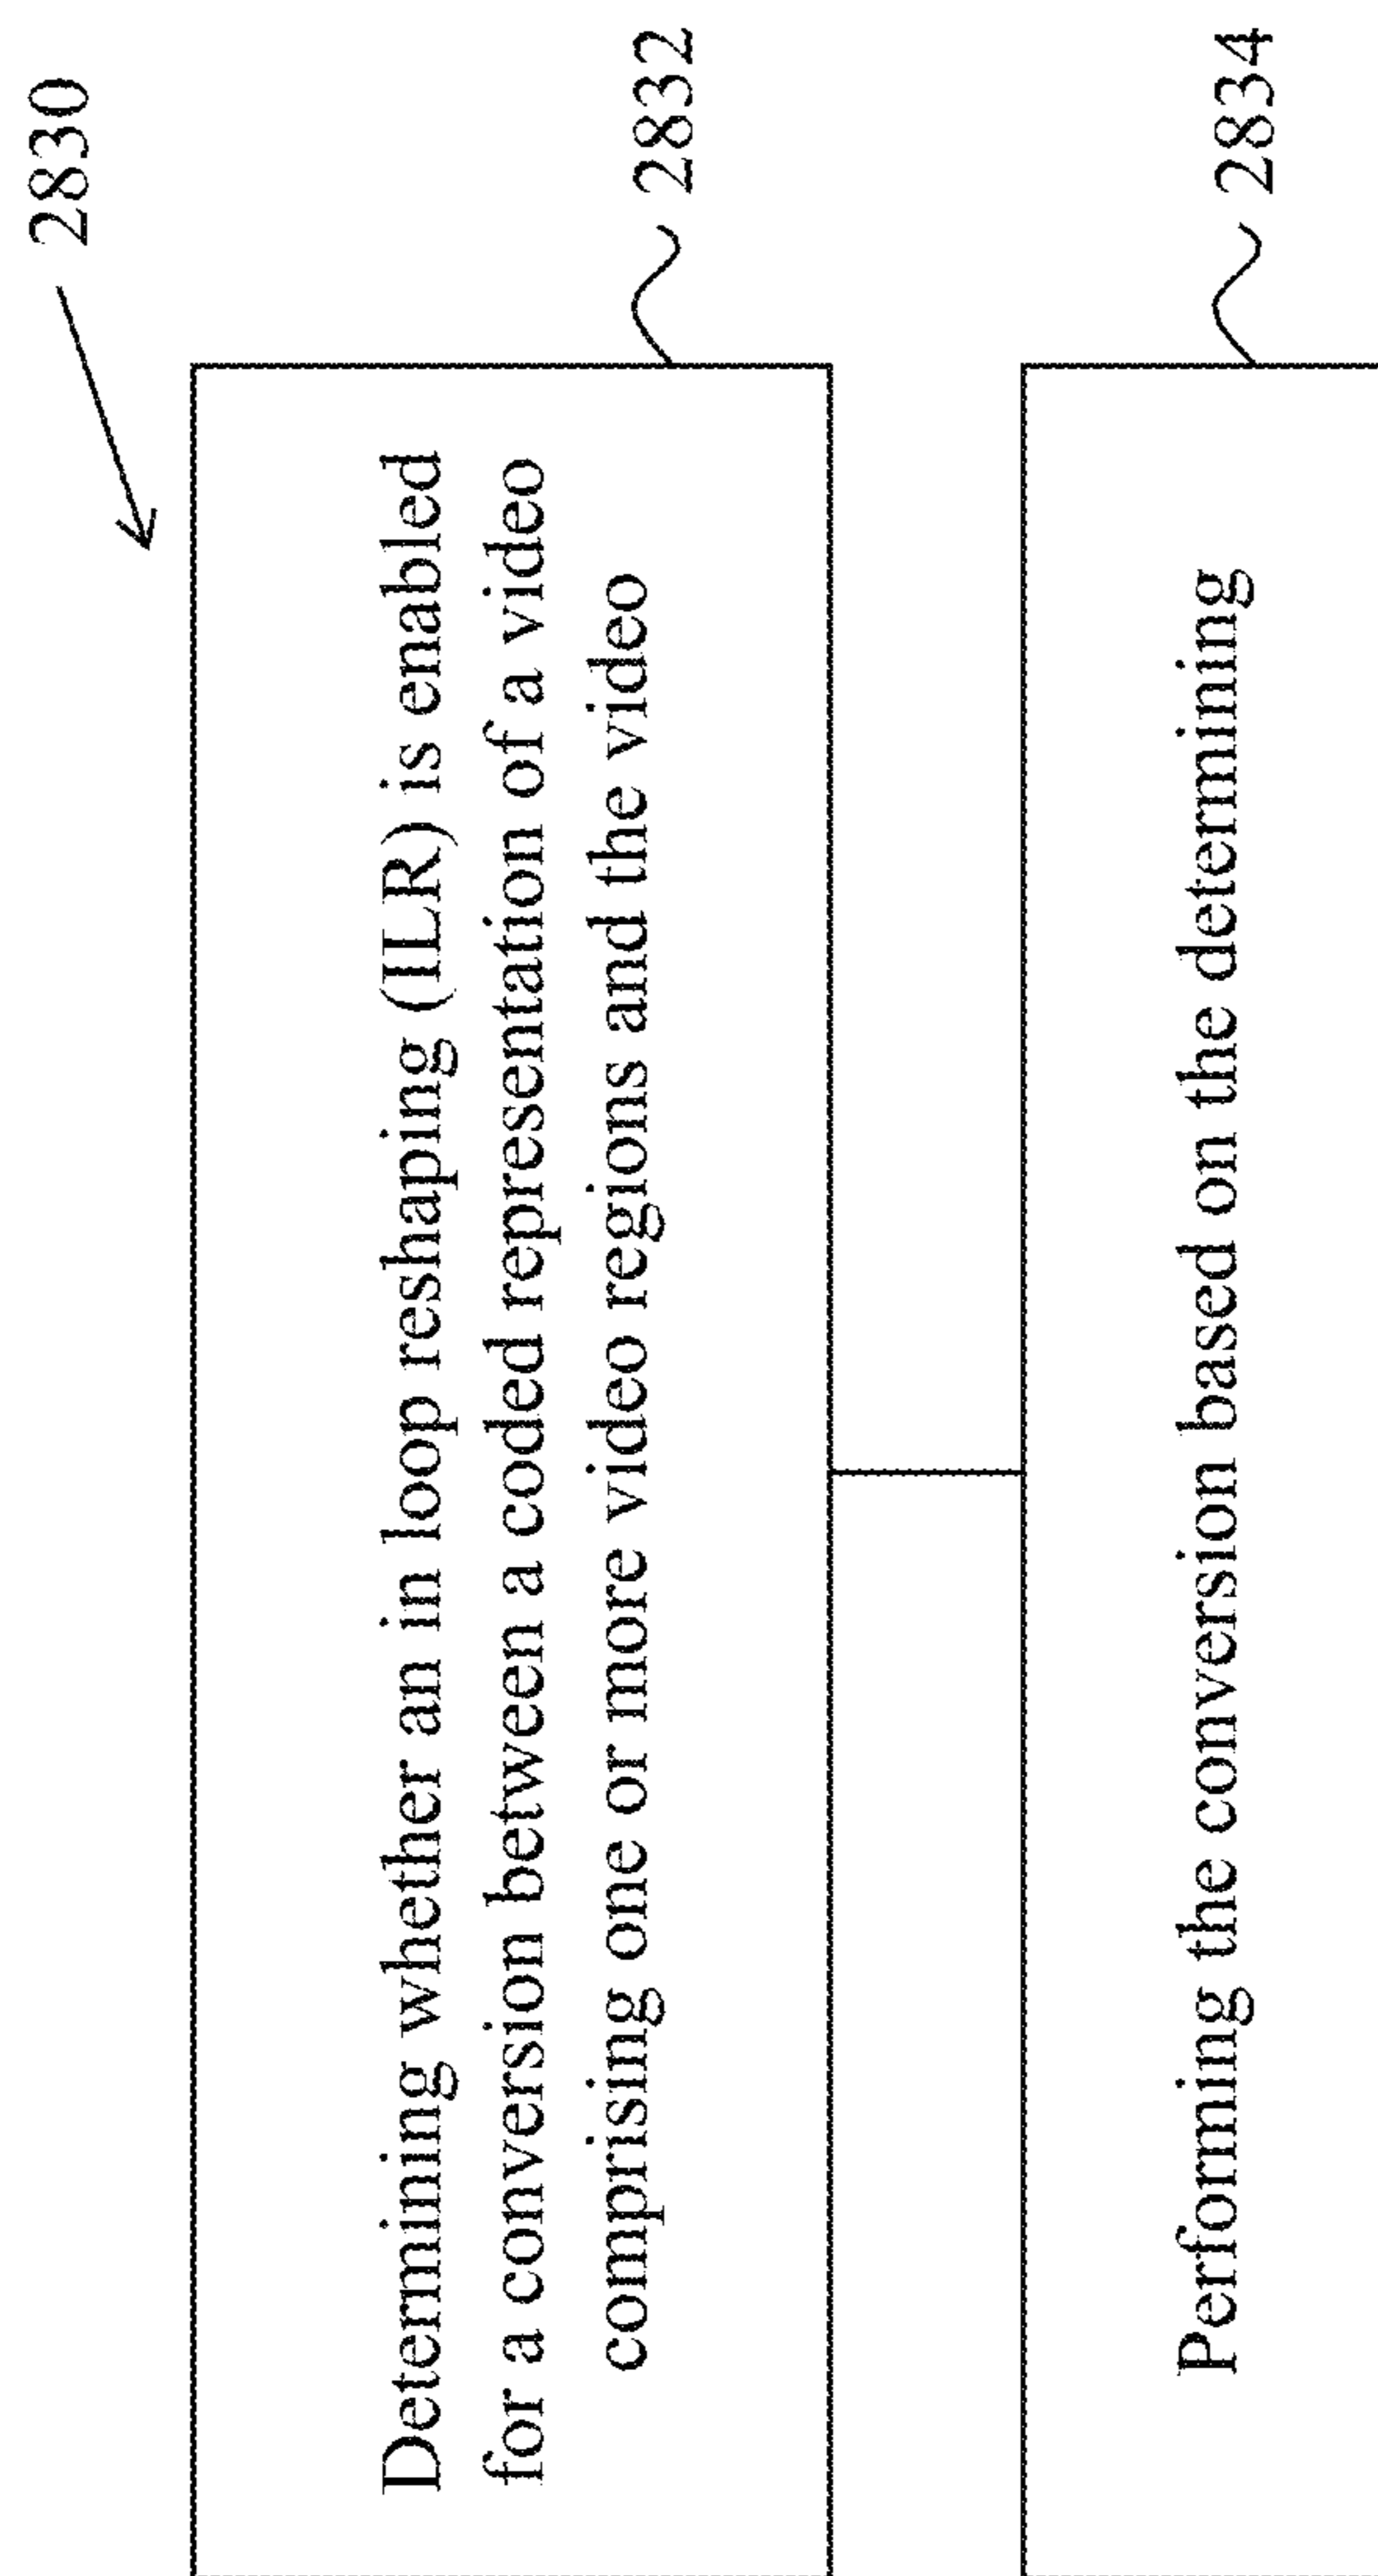 2830
Determining whether an in loop reshaping (ILR) is enabled
for a conversion between a coded representation of a video
comprising one or more video regions and the video
2832
Performing the conversion based on the determining
2834